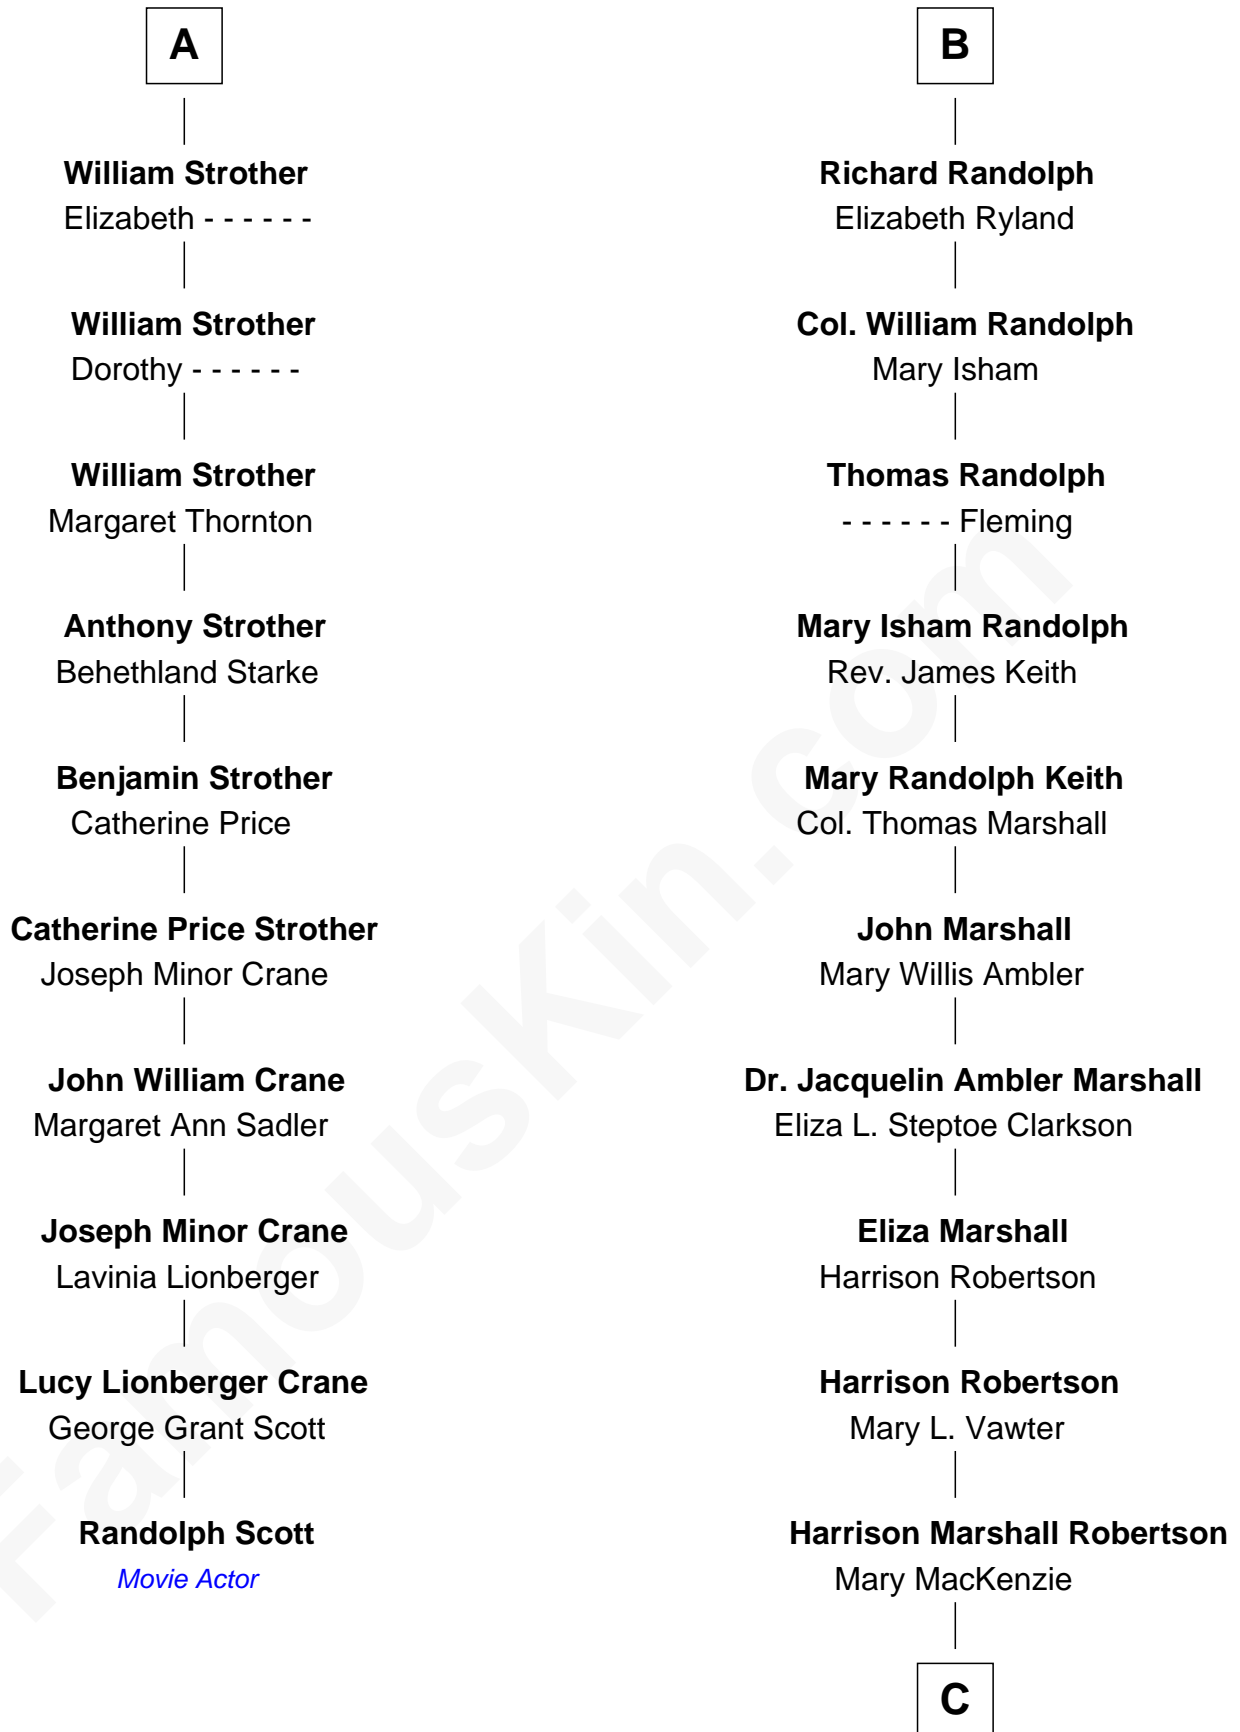 A
William Strother
Elizabeth - - - - - -
William Strother
Dorothy - - - - - -
William Strother
Margaret Thornton
Anthony Strother
Behethland Starke
Benjamin Strother
Catherine Price
Catherine Price Strother
Joseph Minor Crane
John William Crane
Margaret Ann Sadler
Joseph Minor Crane
Lavinia Lionberger
Lucy Lionberger Crane
George Grant Scott
Randolph Scott
Movie Actor
B
Richard Randolph
Elizabeth Ryland
Col. William Randolph
Mary Isham
Thomas Randolph
- - - - - - Fleming
Mary Isham Randolph
Rev. James Keith
Mary Randolph Keith
Col. Thomas Marshall
John Marshall
Mary Willis Ambler
Dr. Jacquelin Ambler Marshall
Eliza L. Steptoe Clarkson
Eliza Marshall
Harrison Robertson
Harrison Robertson
Mary L. Vawter
Harrison Marshall Robertson
Mary MacKenzie
C
FamousKin.com